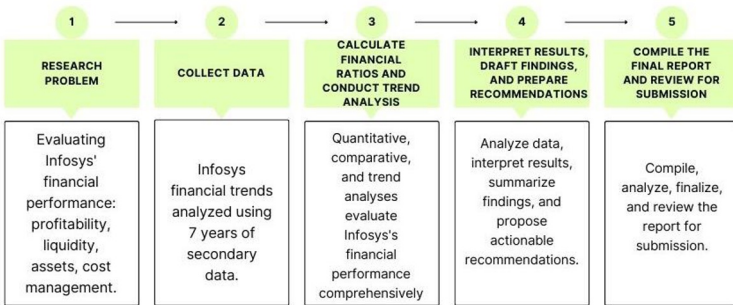 1
2
3
4
5
RESEARCH
PROBLEM
COLLECT DATA
CALCULATE
FINANCIAL
RATIOS AND
CONDUCT TREND
ANALYSIS
INTERPRET RESULTS,
DRAFT FINDINGS,
AND PREPARE
RECOMMENDATIONS
COMPILE THE
FINAL REPORT
AND REVIEW FOR
SUBMISSION
Evaluating
Infosys'
financial
performance:
profitability,
liquidity,
assets, cost
management.
Infosys
financial trends
analyzed using
7 years of
secondary
data.
Quantitative,
comparative,
and trend
analyses
evaluate
Infosys's
financial
performance
comprehensively
Analyze data,
interpret results,
summarize
findings, and
propose
actionable
recommendations.
Compile,
analyze, finalize,
and review the
report for
submission.